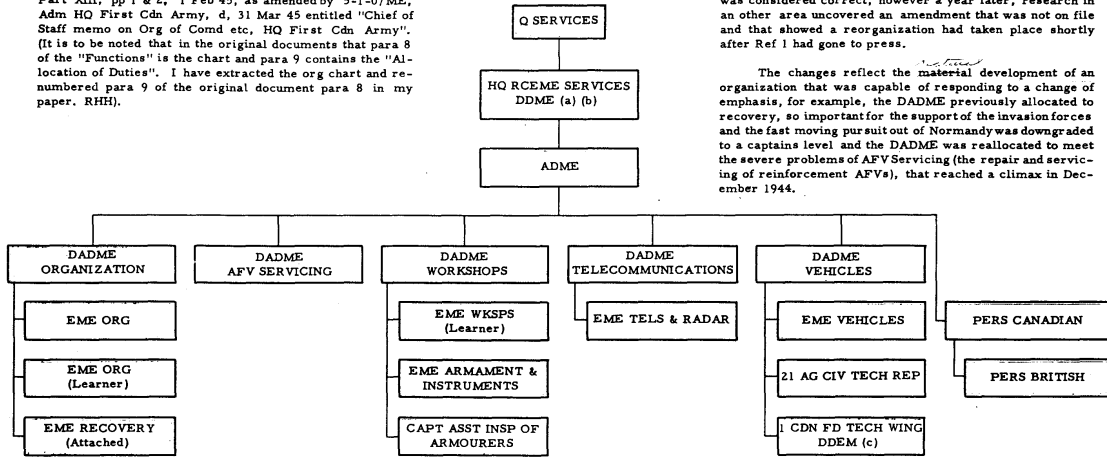 Part XIII, pp 1 & 2, 1 Feb 45, as amended by 5-1-0/ME,
Adm HQ First Cdn Army, d, 31 Mar 45 entitled "Chief of
Staff memo on Org of Comd etc, HQ First Cdn Army".
(It is to be noted that in the original documents that para 8
of the "Functions" is the chart and para 9 contains the "Al-
location of Duties". I have extracted the org chart and re-
numbered para 9 of the original document para 8 in my
paper. RHH).
was considered correct, however a year later, research in
an other area uncovered an amendment that was not on file
and that showed a reorganization had taken place shortly
after Ref 1 had gone to press.
The changes reflect the material development of an
organization that was capable of responding to a change of
emphasis, for example, the DADME previously allocated to
recovery, so important for the support of the invasion forces
and the fast moving pursuit out of Normandy was downgraded
to a captains level and the DADME was reallocated to meet
the severe problems of AFV Servicing (the repair and servic-
ing of reinforcement AFVs), that reached a climax in Dec-
ember 1944.
Q SERVICES
HQ RCEME SERVICES
DDME (a) (b)
ADME
DADME
ORGANIZATION
DADME
AFV SERVICING
DADME
WORKSHOPS
DADME
TELECOMMUNICATIONS
DADME
VEHICLES
EME ORG
EME ORG
(Learner)
EME RECOVERY
(Attached)
EME WKSPS
(Learner)
EME ARMAMENT &
INSTRUMENTS
CAPT ASST INSP OF
ARMOURERS
EME TELS & RADAR
EME VEHICLES
21 AG CIV TECH REP
1 CDN FD TECH WING
DDEM (c)
PERS CANADIAN
PERS BRITISH